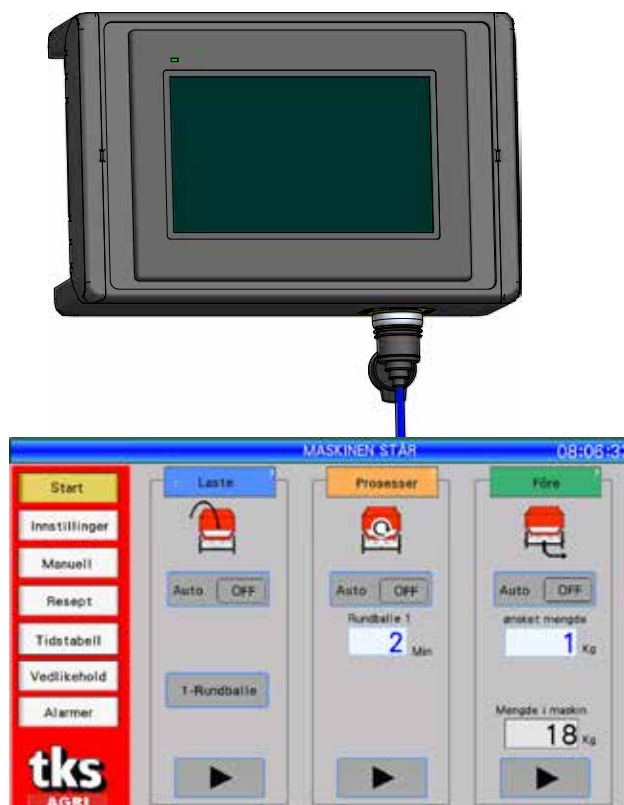 MASKINEN STÅR 08:06:3
Start
Innstillinger
Manuell
Resept
Tidstabell
Vedlikehold
Alarmer
tks
AGRI
Laste
Auto OFF
1-Rundballe
Prosesser
Auto OFF
Rundballe 1
2 Min
Fôre
Auto OFF
ønsket mengde
1 Kg
Mengde i maskin
18 Kg